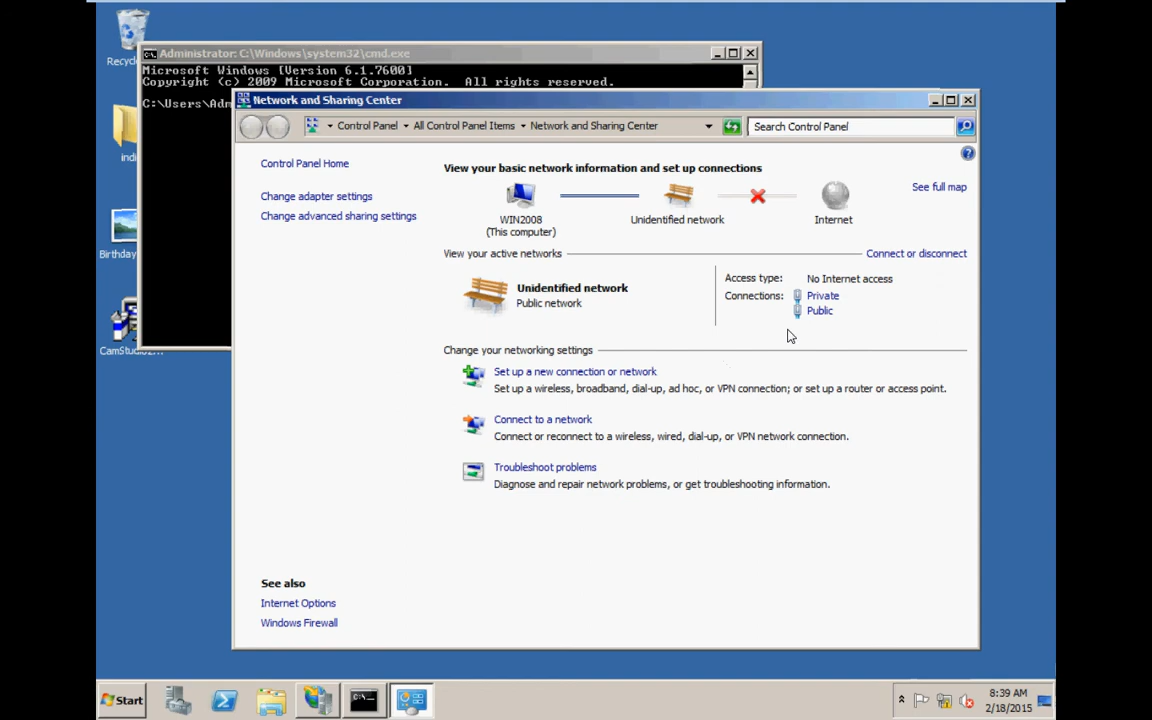 Recycle
Administrator: C:\Windows\system32\cmd.exe
Microsoft Windows [Version 6.1.7600]
Copyright (c) 2009 Microsoft Corporation.  All rights reserved.
C:\Users\Adm
indi
Birthday
CamStudio2...
Network and Sharing Center
Control Panel
All Control Panel Items
Network and Sharing Center
Search Control Panel
Control Panel Home
Change adapter settings
Change advanced sharing settings
View your basic network information and set up connections
See full map
WIN2008
(This computer)
Unidentified network
Internet
View your active networks
Connect or disconnect
Unidentified network
Public network
Access type: No Internet access
Connections: Private
Public
Change your networking settings
Set up a new connection or network
Set up a wireless, broadband, dial-up, ad hoc, or VPN connection; or set up a router or access point.
Connect to a network
Connect or reconnect to a wireless, wired, dial-up, or VPN network connection.
Troubleshoot problems
Diagnose and repair network problems, or get troubleshooting information.
See also
Internet Options
Windows Firewall
Start
8:39 AM
2/18/2015